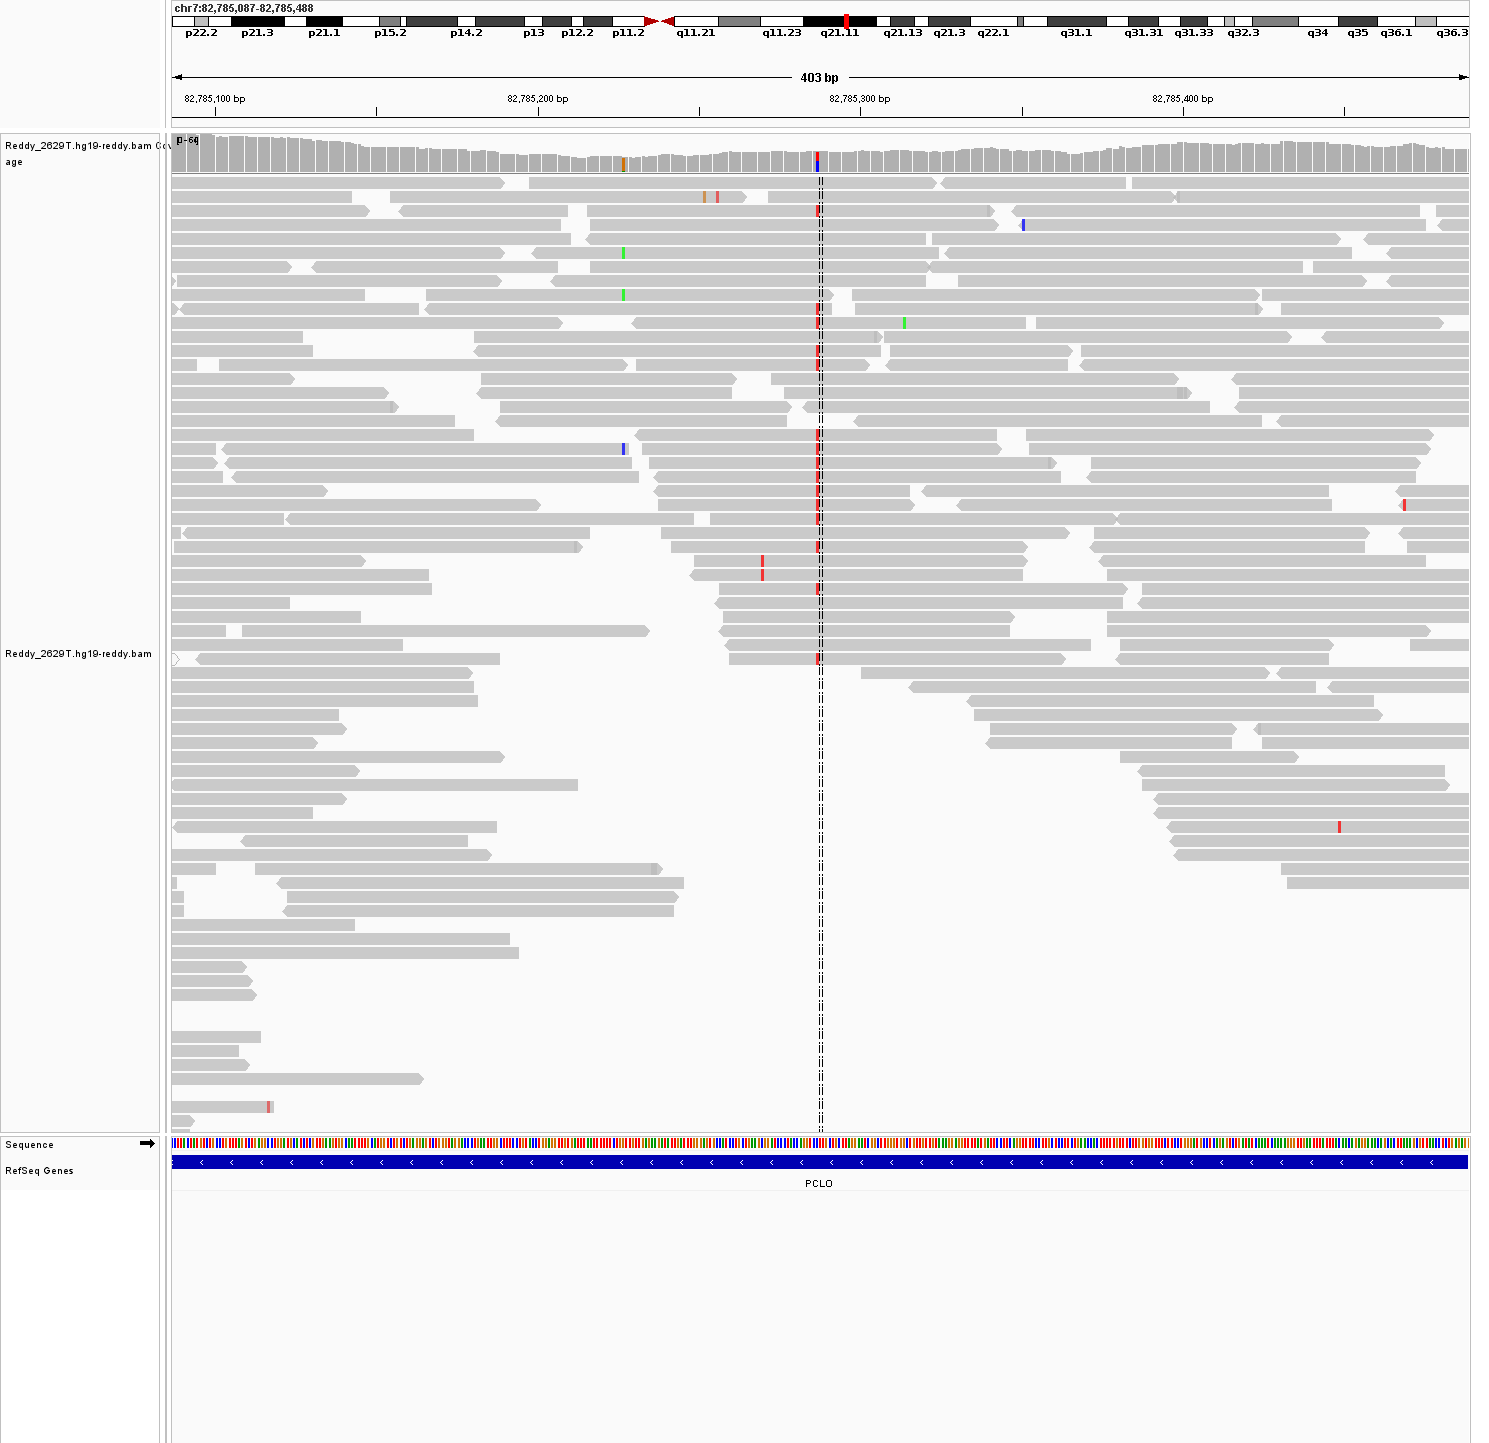 chr7:82,785,087-82,785,488
p22.2 p21.3 p21.1 p15.2 p14.2 p13 p12.2 p11.2 q11.21 q11.23 q21.11 q21.13 q21.3 q22.1 q31.1 q31.31 q31.33 q32.3 q34 q35 q36.1 q36.3
403 bp
82,785,100 bp 82,785,200 bp 82,785,300 bp 82,785,400 bp
Reddy_2629T.hg19-reddy.bam Cov
age
Reddy_2629T.hg19-reddy.bam
Sequence
RefSeq Genes
PCLO